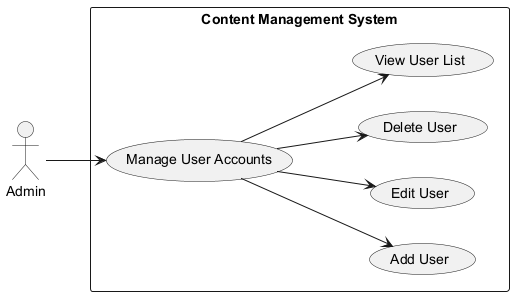 Content Management System
View User List
Delete User
Manage User Accounts
Edit User
Admin
Add User